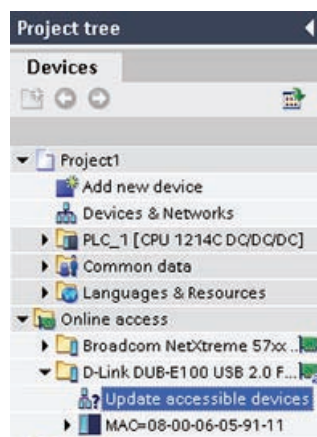 Project tree
Devices
Project1
Add new device
Devices & Networks
PLC_1 [CPU 1214C DC/DC/DC]
Common data
Languages & Resources
Online access
Broadcom NetXtreme 57xx ..
D-Link DUB-E100 USB 2.0 F...
Update accessible devices
MAC=08-00-06-05-91-11